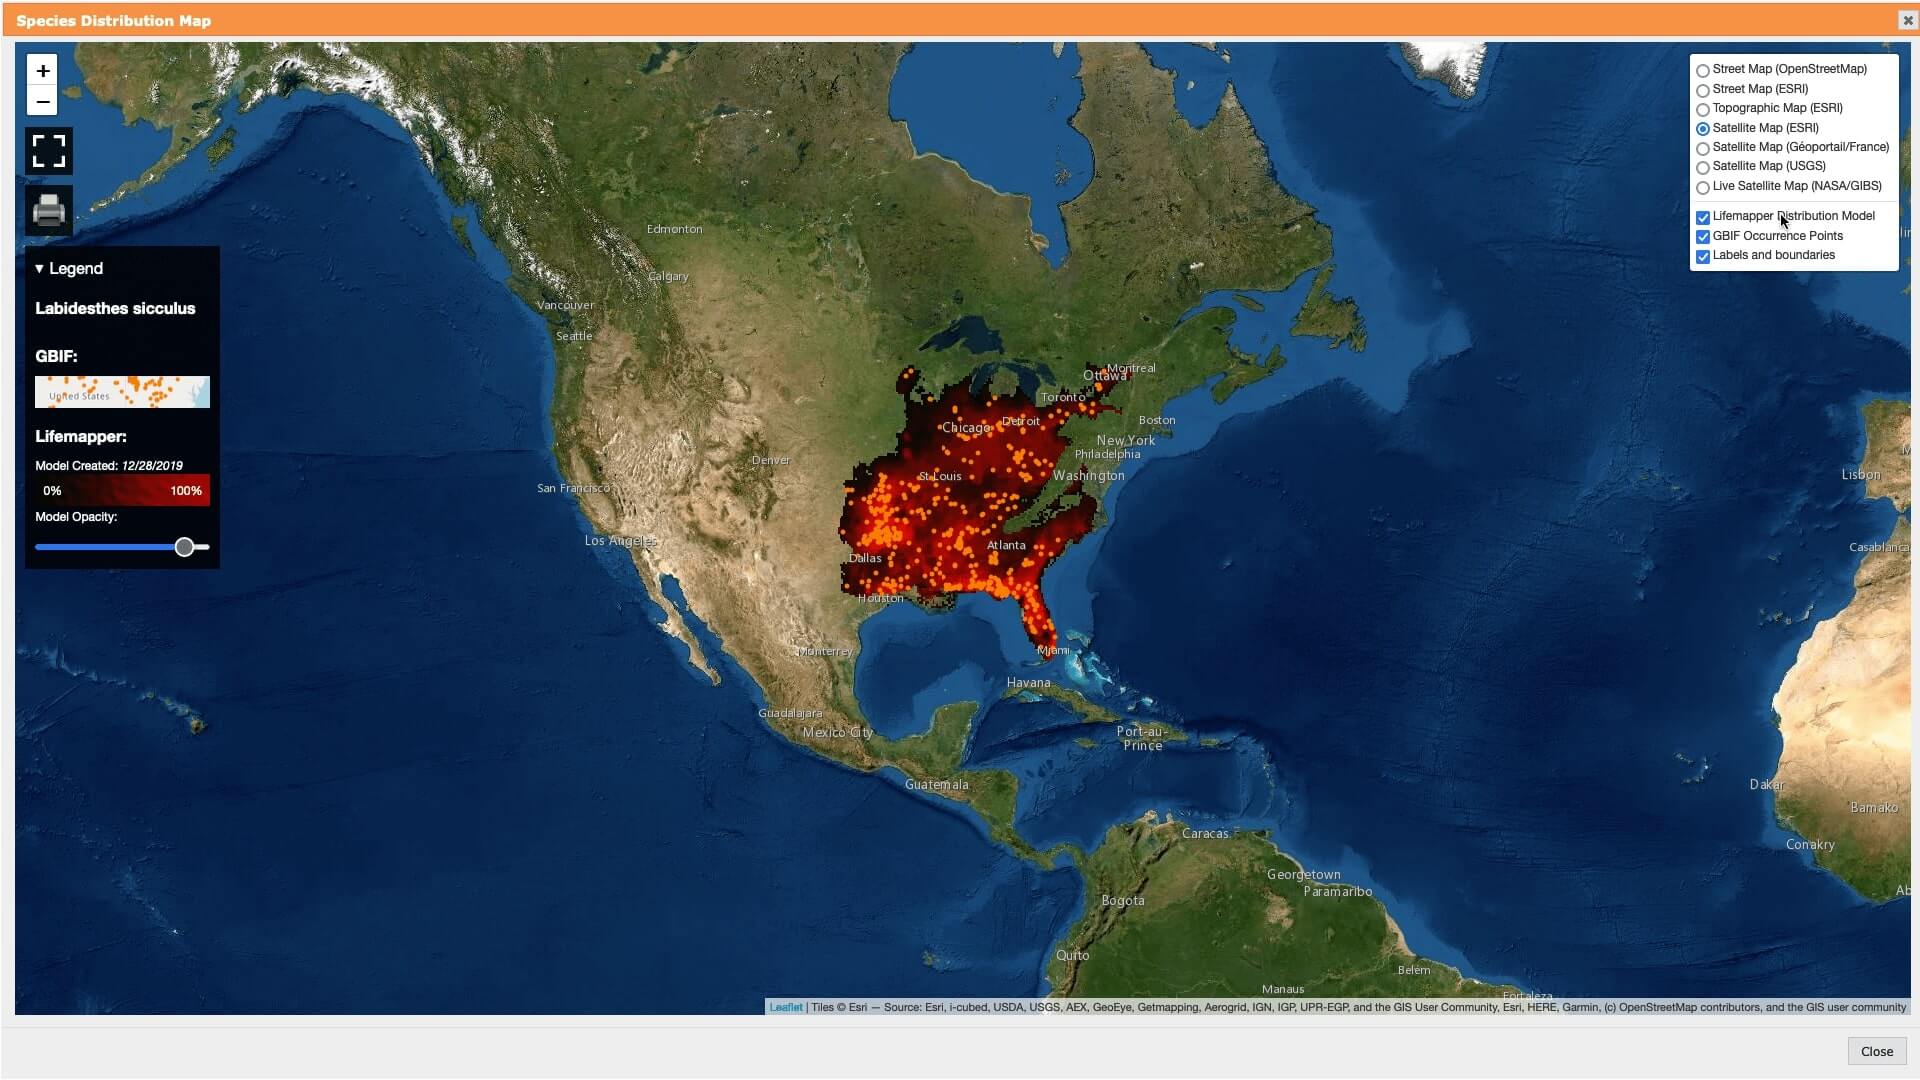 Species Distribution Map
Street Map (OpenStreetMap)
Street Map (ESRI)
Topographic Map (ESRI)
Satellite Map (ESRI)
Satellite Map (Géoportail/France)
Satellite Map (USGS)
Live Satellite Map (NASA/GIBS)
Lifemapper Distribution Model
GBIF Occurrence Points
Labels and boundaries
+
−
▾ Legend
Labidesthes sicculus
GBIF:
United States
Lifemapper:
Model Created: 12/28/2019
0% 100%
Model Opacity:
Edmonton
Calgary
Vancouver
Seattle
Montreal
Ottawa
Toronto
Boston
Detroit
Chicago
New York
Philadelphia
Denver
St Louis
Washington
San Francisco
Lisbon
Los Angeles
Atlanta
Casablanca
Dallas
Houston
Monterrey
Miami
Havana
Guadalajara
Mexico City
Port-au-
Prince
Guatemala
Dakar
Bamako
Caracas
Conakry
Georgetown
Paramaribo
Bogota
Quito
Belém
Manaus
Fortaleza
Leaflet | Tiles © Esri — Source: Esri, i-cubed, USDA, USGS, AEX, GeoEye, Getmapping, Aerogrid, IGN, IGP, UPR-EGP, and the GIS User Community, Esri, HERE, Garmin, (c) OpenStreetMap contributors, and the GIS user community
Close